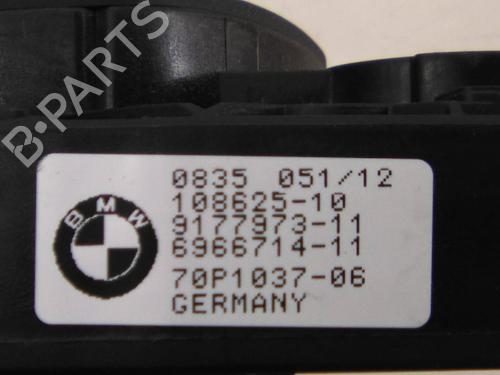 B-PARTS
BMW
0835 051/12
108625-10
9177973-11
6966714-11
70P1037-06
GERMANY